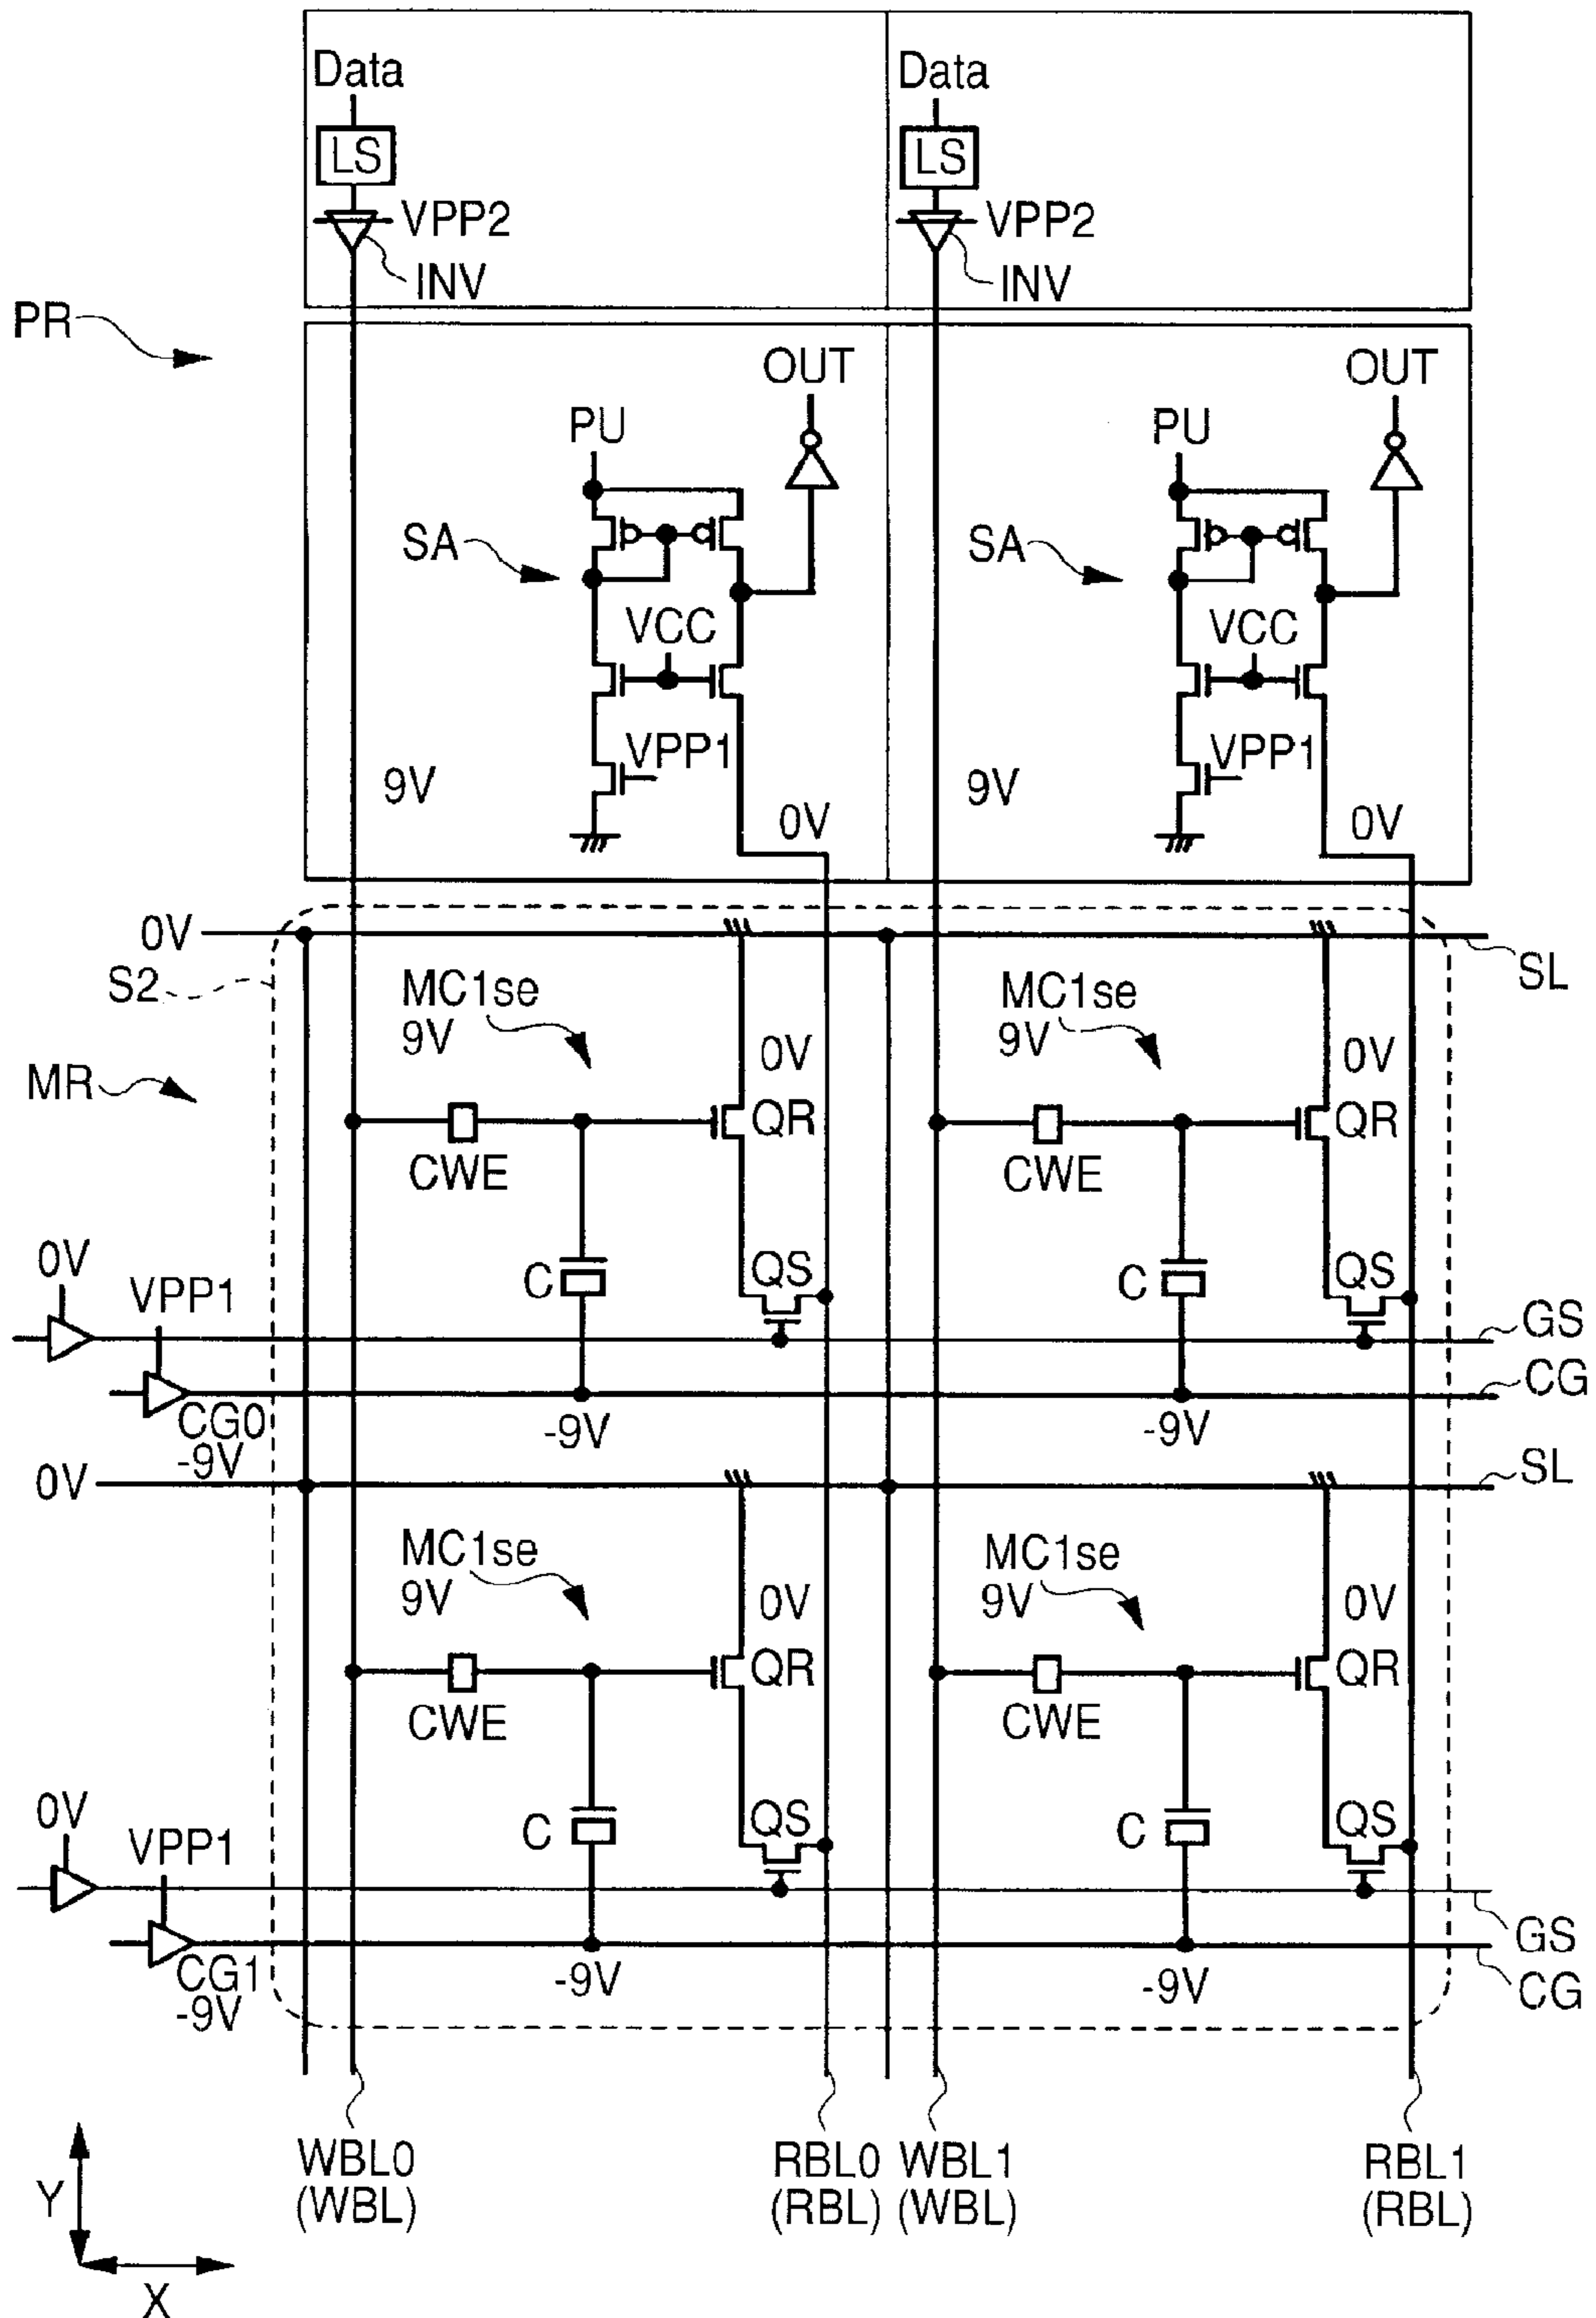 Data
Data
LS
LS
VPP2
VPP2
INV
INV
PR
OUT
OUT
PU
PU
SA
SA
VCC
VCC
VPP1
VPP1
9V
9V
0V
0V
0V
SL
S2
MC1se
9V
MC1se
9V
0V
0V
MR
QR
QR
CWE
CWE
0V
VPP1
C
QS
C
QS
GS
CG
CG0
-9V
-9V
-9V
0V
SL
MC1se
9V
MC1se
9V
0V
0V
QR
QR
CWE
CWE
0V
VPP1
C
QS
C
QS
GS
CG1
-9V
-9V
-9V
CG
WBL0
(WBL)
RBL0
(RBL)
WBL1
(WBL)
RBL1
(RBL)
Y
X